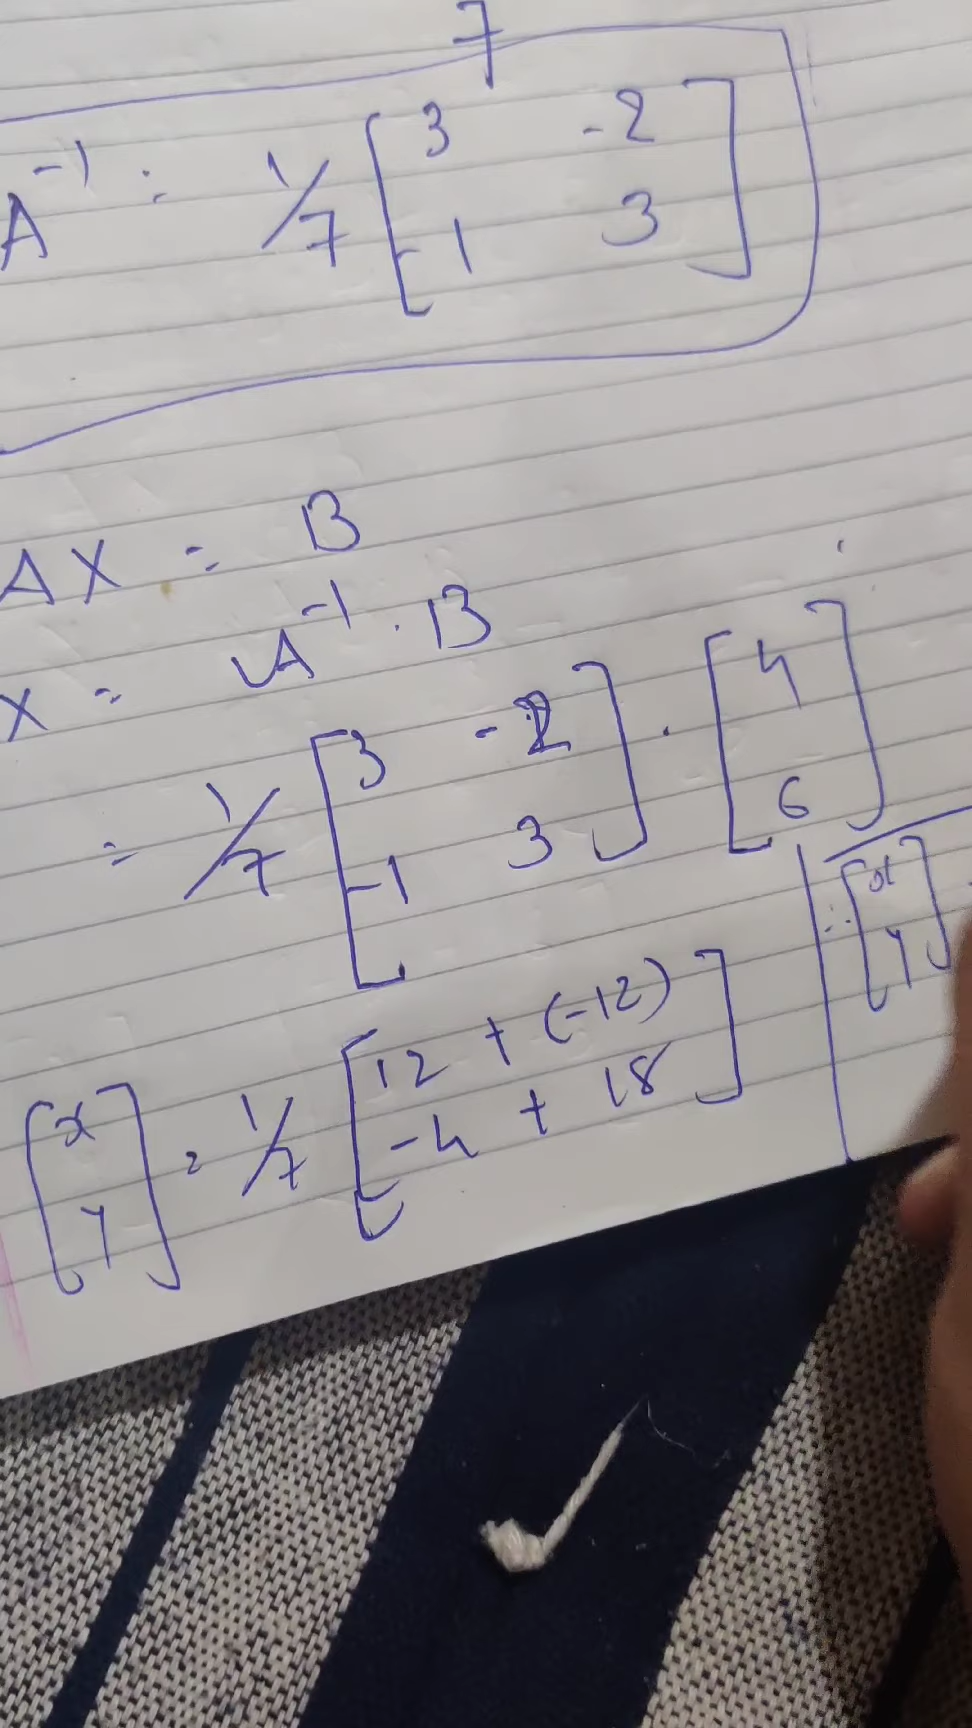 7
A⁻¹ = 1/7 [ 3 -2
-1 3 ]
AX = B
X = A⁻¹ . B
= 1/7 [ 3 -2
-1 3 ] . [ 4
6 ]
[ x
y ] = 1/7 [ 12 + (-12)
-4 + 18 ]
∴ [ x
y ]